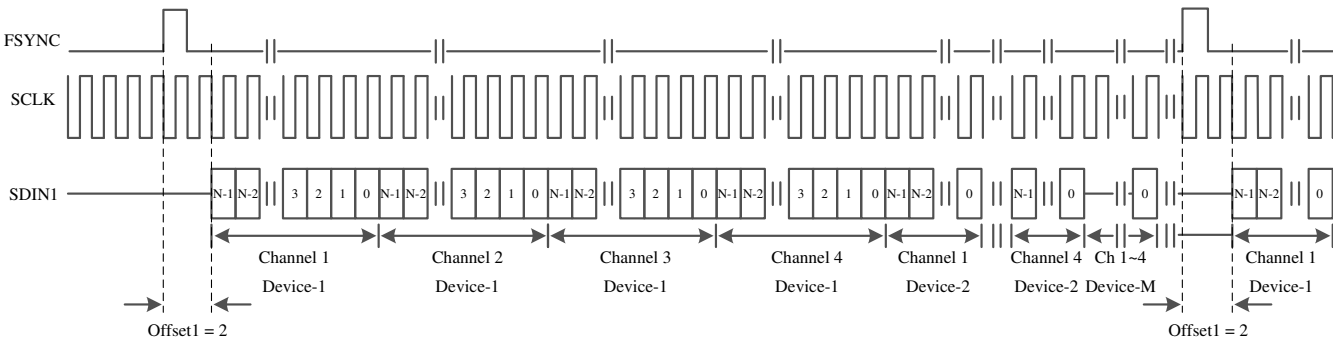 FSYNC
SCLK
SDIN1
N-1 N-2 3 2 1 0 N-1 N-2 3 2 1 0 N-1 N-2 3 2 1 0 N-1 N-2 3 2 1 0 N-1 N-2 0 N-1 0 0 N-1 N-2 0
Channel 1 Channel 2 Channel 3 Channel 4 Channel 1 Channel 4 Ch 1~4 Channel 1
Device-1 Device-1 Device-1 Device-1 Device-2 Device-2 Device-M Device-1
Offset1 = 2 Offset1 = 2